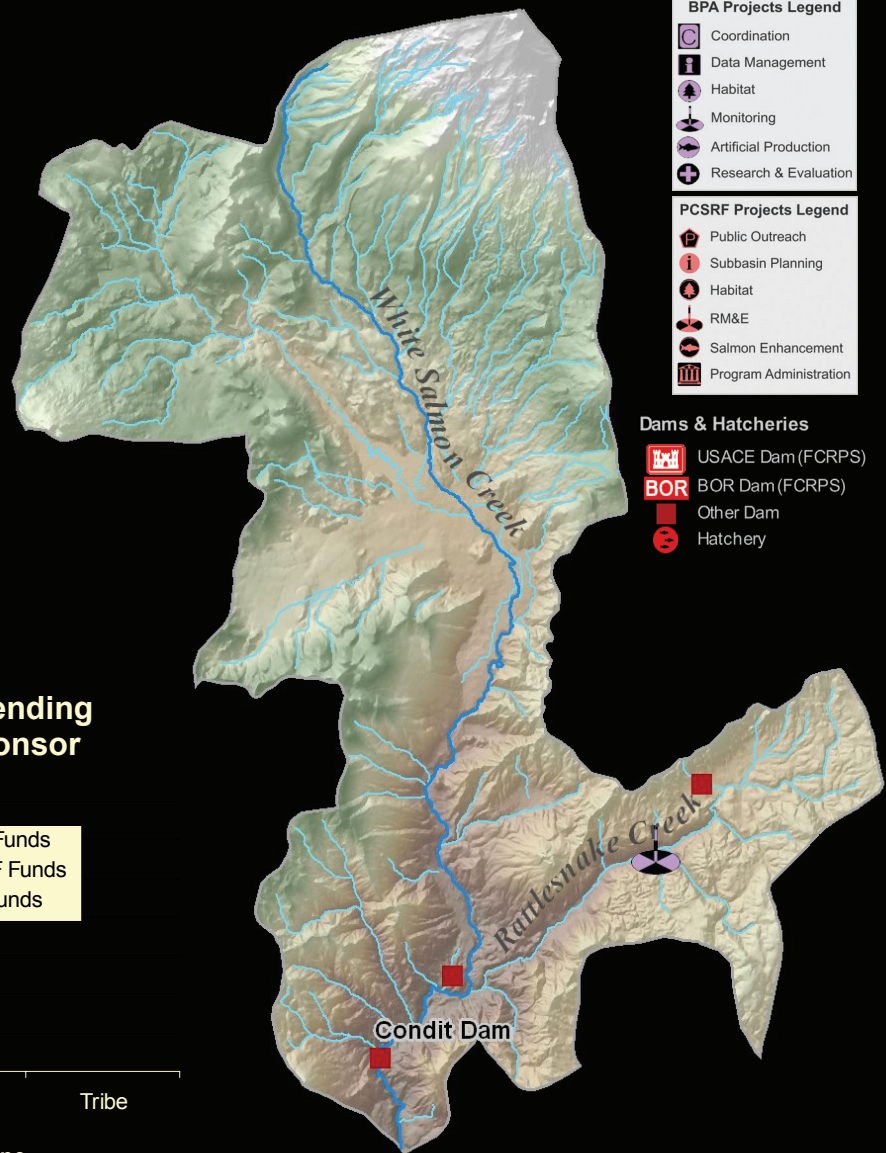 BPA Projects Legend
Coordination
Data Management
Habitat
Monitoring
Artificial Production
Research & Evaluation
PCSRF Projects Legend
Public Outreach
Subbasin Planning
Habitat
RM&E
Salmon Enhancement
Program Administration
Dams & Hatcheries
USACE Dam (FCRPS)
BOR BOR Dam (FCRPS)
Other Dam
Hatchery
White Salmon Creek
Rattlesnake Creek
Condit Dam
ending
onsor
Funds
F Funds
unds
Tribe